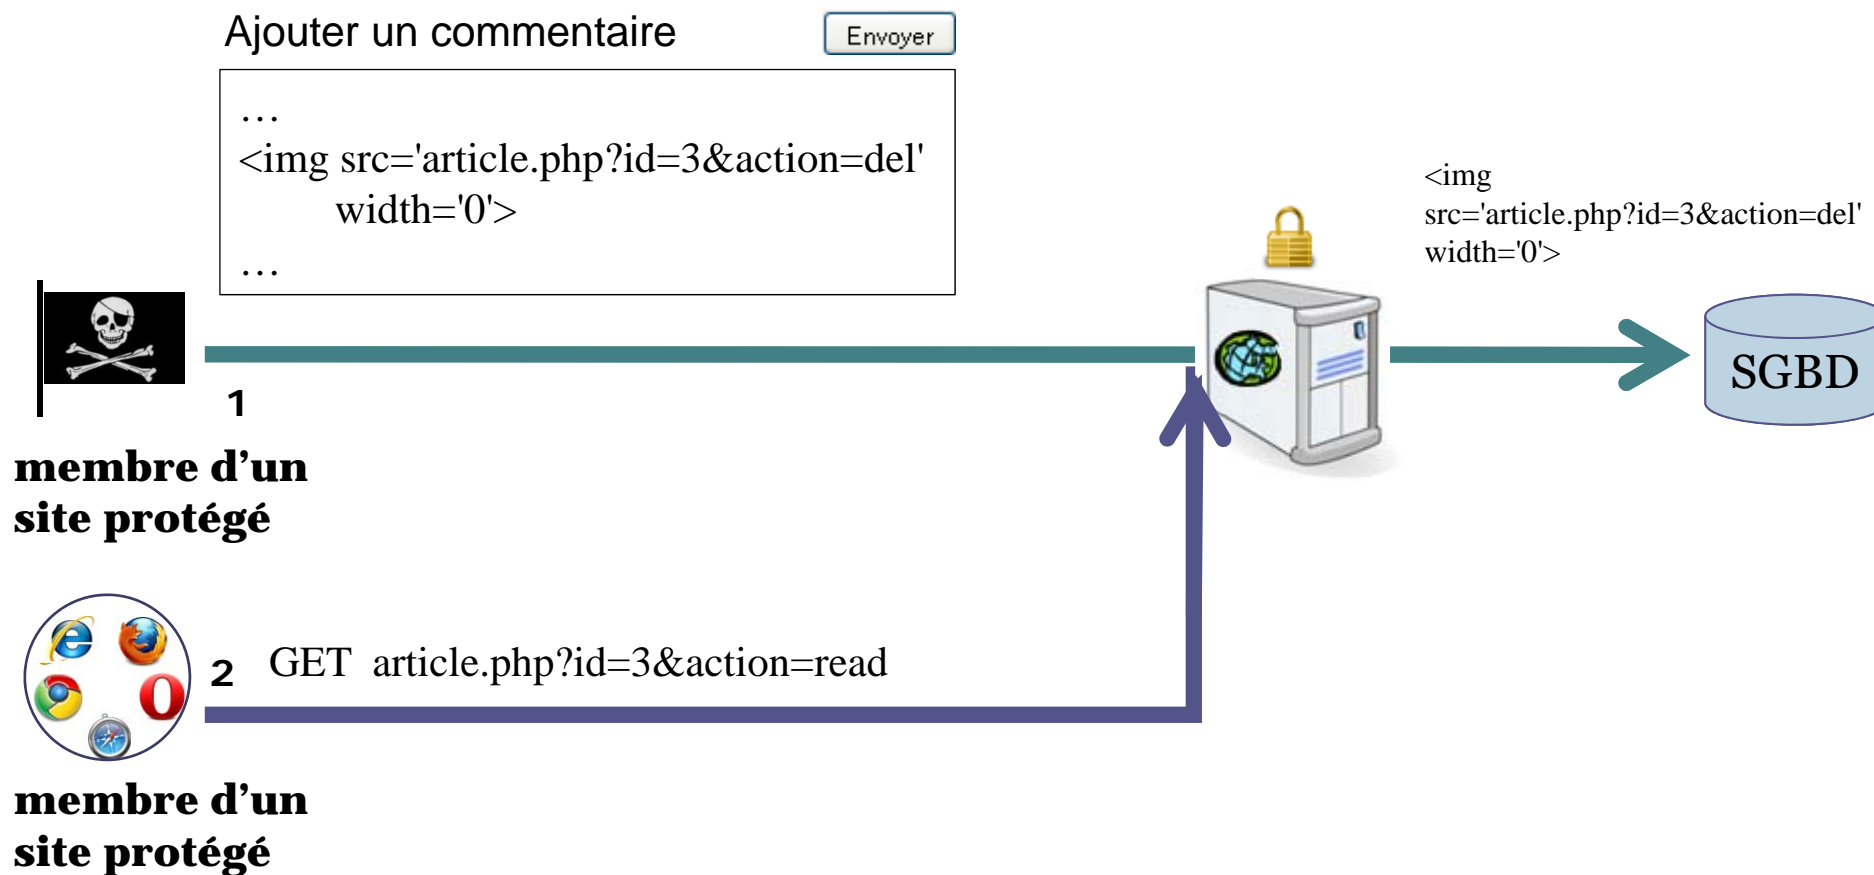 Ajouter un commentaire
Envoyer
…
<img src='article.php?id=3&action=del'
width='0'>
…
<img
src='article.php?id=3&action=del'
width='0'>
SGBD
1
membre d’un
site protégé
2 GET article.php?id=3&action=read
membre d’un
site protégé